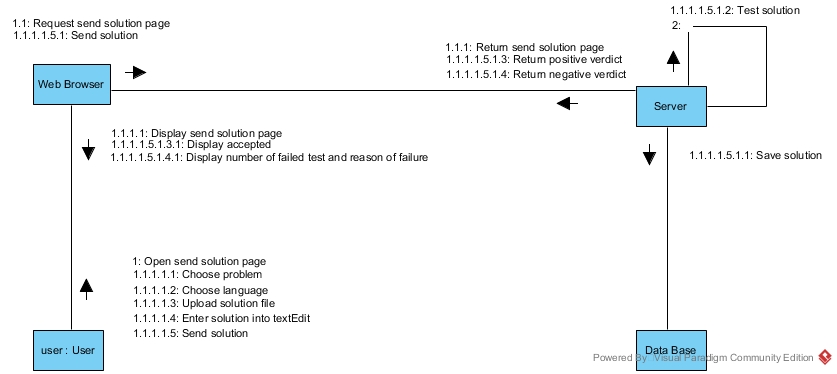 1.1.1.1.5.1.2: Test solution
1.1: Request send solution page
2:
1.1.1.1.5.1: Send solution
1.1.1: Return send solution page
1.1.1.1.5.1.3: Return positive verdict
1.1.1.1.5.1.4: Return negative verdict
Web Browser
Server
1.1.1.1: Display send solution page
1.1.1.1.5.1.3.1: Display accepted
1.1.1.1.5.1.4.1: Display number of failed test and reason of failure
1.1.1.1.5.1.1: Save solution
1: Open send solution page
1.1.1.1.1: Choose problem
1.1.1.1.2: Choose language
1.1.1.1.3: Upload solution file
1.1.1.1.4: Enter solution into textEdit
1.1.1.1.5: Send solution
user : User
Data Base
Powered By Visual Paradigm Community Edition